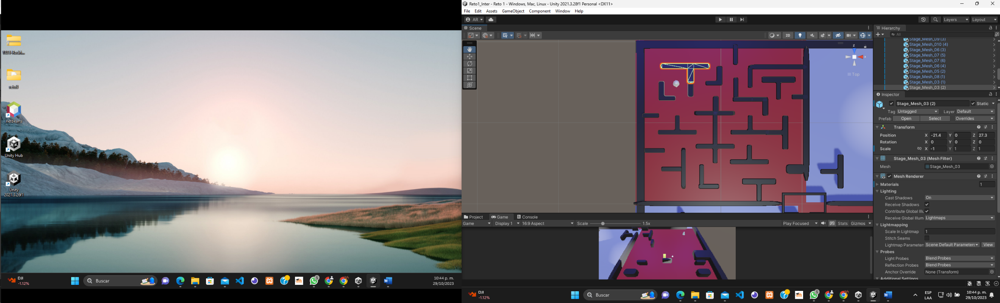 1884-Rodri...
reto3
netbeans
Unity Hub
Unity
2021.3.26f1
DJI
-1.12%
Buscar
5
10:44 p. m.
29/10/2023
Reto1_Inter - Reto 1 - Windows, Mac, Linux - Unity 2021.3.28f1 Personal <DX11>
File Edit Assets GameObject Component Window Help
AR
Layers Layout
Scene
2D
z
x
Top
Hierarchy
All
Stage_Mesh_09 (3)
Stage_Mesh_010 (4)
Stage_Mesh_06 (3)
Stage_Mesh_07 (5)
Stage_Mesh_07 (6)
Stage_Mesh_06 (4)
Stage_Mesh_05 (2)
Stage_Mesh_08 (1)
Stage_Mesh_03 (1)
Stage_Mesh_03 (2)
Inspector
Stage_Mesh_03 (2) Static
Tag Untagged Layer Default
Prefab Open Select Overrides
Transform
Position X -21.4 Y 0 Z 27.3
Rotation X 0 Y 0 Z 0
Scale X -1 Y 1 Z 1
Stage_Mesh_03 (Mesh Filter)
Mesh Stage_Mesh_03
Mesh Renderer
Materials 1
Lighting
Cast Shadows On
Receive Shadows
Contribute Global Illu
Receive Global Illum Lightmaps
Lightmapping
Scale In Lightmap 1
Stitch Seams
Lightmap Parameter Scene Default Parameters View
Probes
Light Probes Blend Probes
Reflection Probes Blend Probes
Anchor Override None (Transform)
Additional Settings
Project Game Console
Game Display 1 16:9 Aspect Scale 1.5x Play Focused Stats Gizmos
4
DJI
-1.12%
Buscar
5
ESP
LAA
10:44 p. m.
29/10/2023